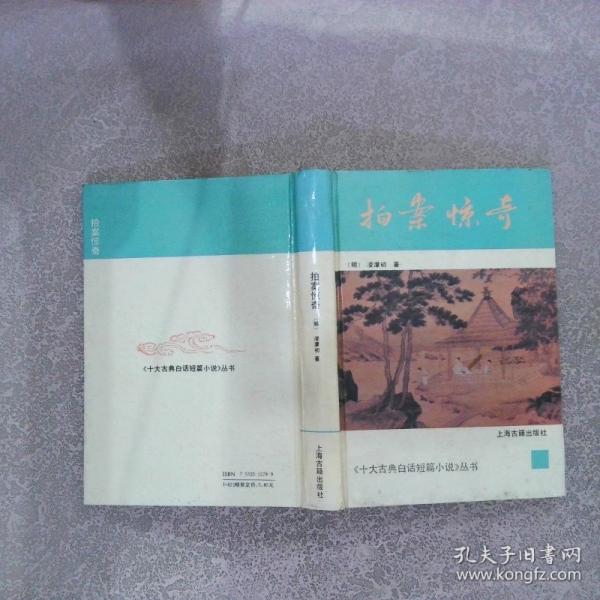 拍案惊奇
《十大古典白话短篇小说》丛书
拍案惊奇
〔明〕凌濛初 著
上海古籍出版社
拍案惊奇
〔明〕凌濛初 著
上海古籍出版社
《十大古典白话短篇小说》丛书
孔夫子旧书网
www.kongfz.com